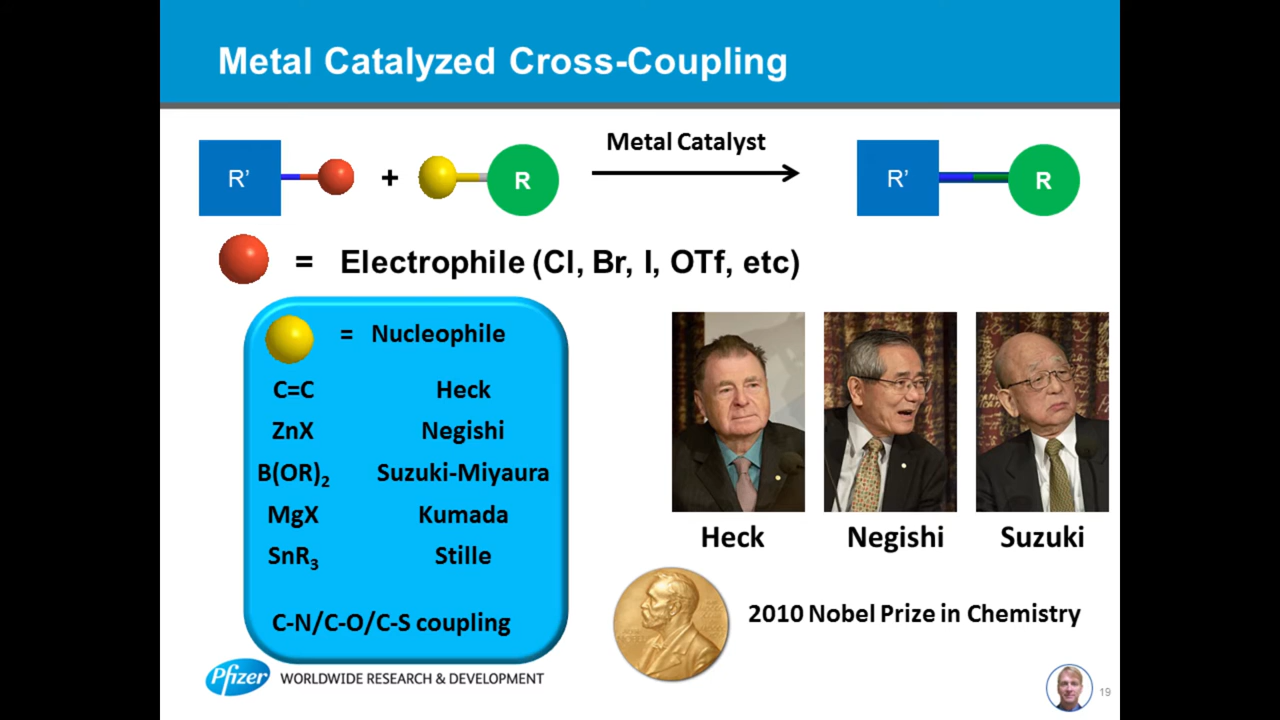 Metal Catalyzed Cross-Coupling
Metal Catalyst
R’ + R R’ R
= Electrophile (Cl, Br, I, OTf, etc)
= Nucleophile
C=C Heck
ZnX Negishi
B(OR)₂ Suzuki-Miyaura
MgX Kumada
SnR₃ Stille
C-N/C-O/C-S coupling
Heck Negishi Suzuki
2010 Nobel Prize in Chemistry
Pfizer WORLDWIDE RESEARCH & DEVELOPMENT
19